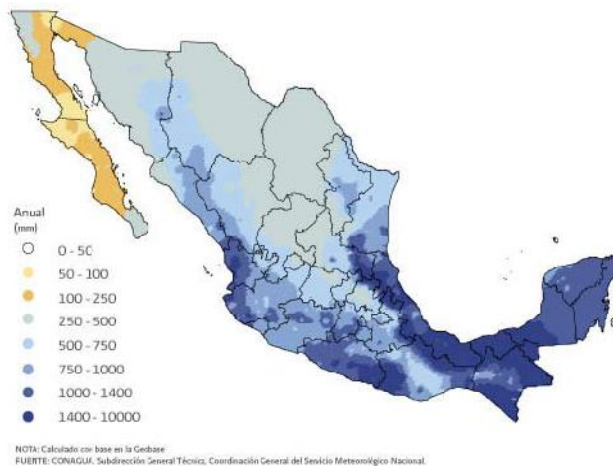 Anual
(mm)
0 - 50
50 - 100
100 - 250
250 - 500
500 - 750
750 - 1000
1000 - 1400
1400 - 10000
NOTA: Calculado con base en la Geobase
FUENTE: CONAGUA, Subdirección General Técnica, Coordinación General del Servicio Meteorológico Nacional.